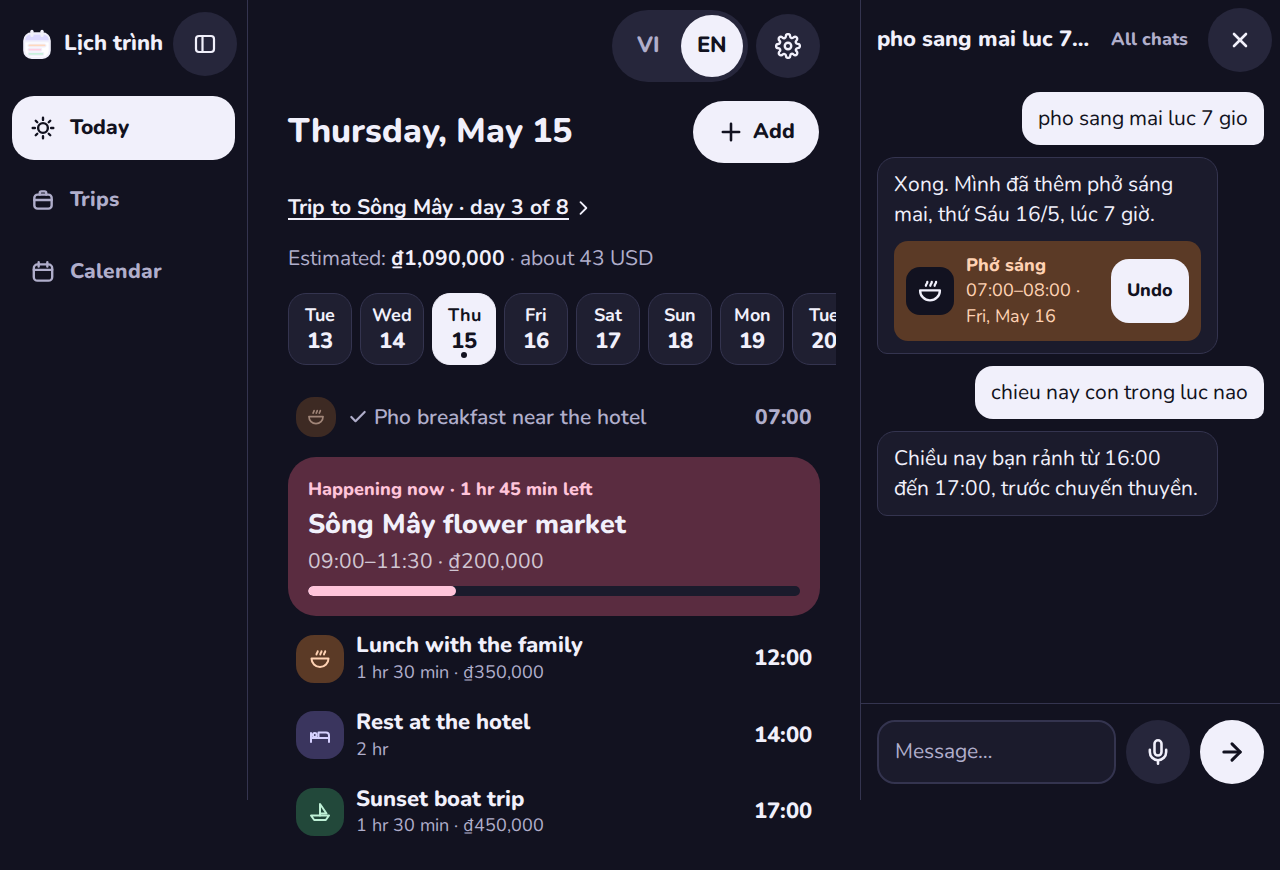 Lịch trình
Today
Trips
Calendar
VI EN
Thursday, May 15
Add
Trip to Sông Mây · day 3 of 8
Estimated: ₫1,090,000 · about 43 USD
Tue Wed Thu Fri Sat Sun Mon Tue
13 14 15 16 17 18 19 20
Pho breakfast near the hotel 07:00
Happening now · 1 hr 45 min left
Sông Mây flower market
09:00–11:30 · ₫200,000
Lunch with the family 12:00
1 hr 30 min · ₫350,000
Rest at the hotel 14:00
2 hr
Sunset boat trip 17:00
1 hr 30 min · ₫450,000
pho sang mai luc 7... All chats
pho sang mai luc 7 gio
Xong. Mình đã thêm phở sáng
mai, thứ Sáu 16/5, lúc 7 giờ.
Phở sáng
07:00–08:00 ·
Fri, May 16
Undo
chieu nay con trong luc nao
Chiều nay bạn rảnh từ 16:00
đến 17:00, trước chuyến thuyền.
Message...